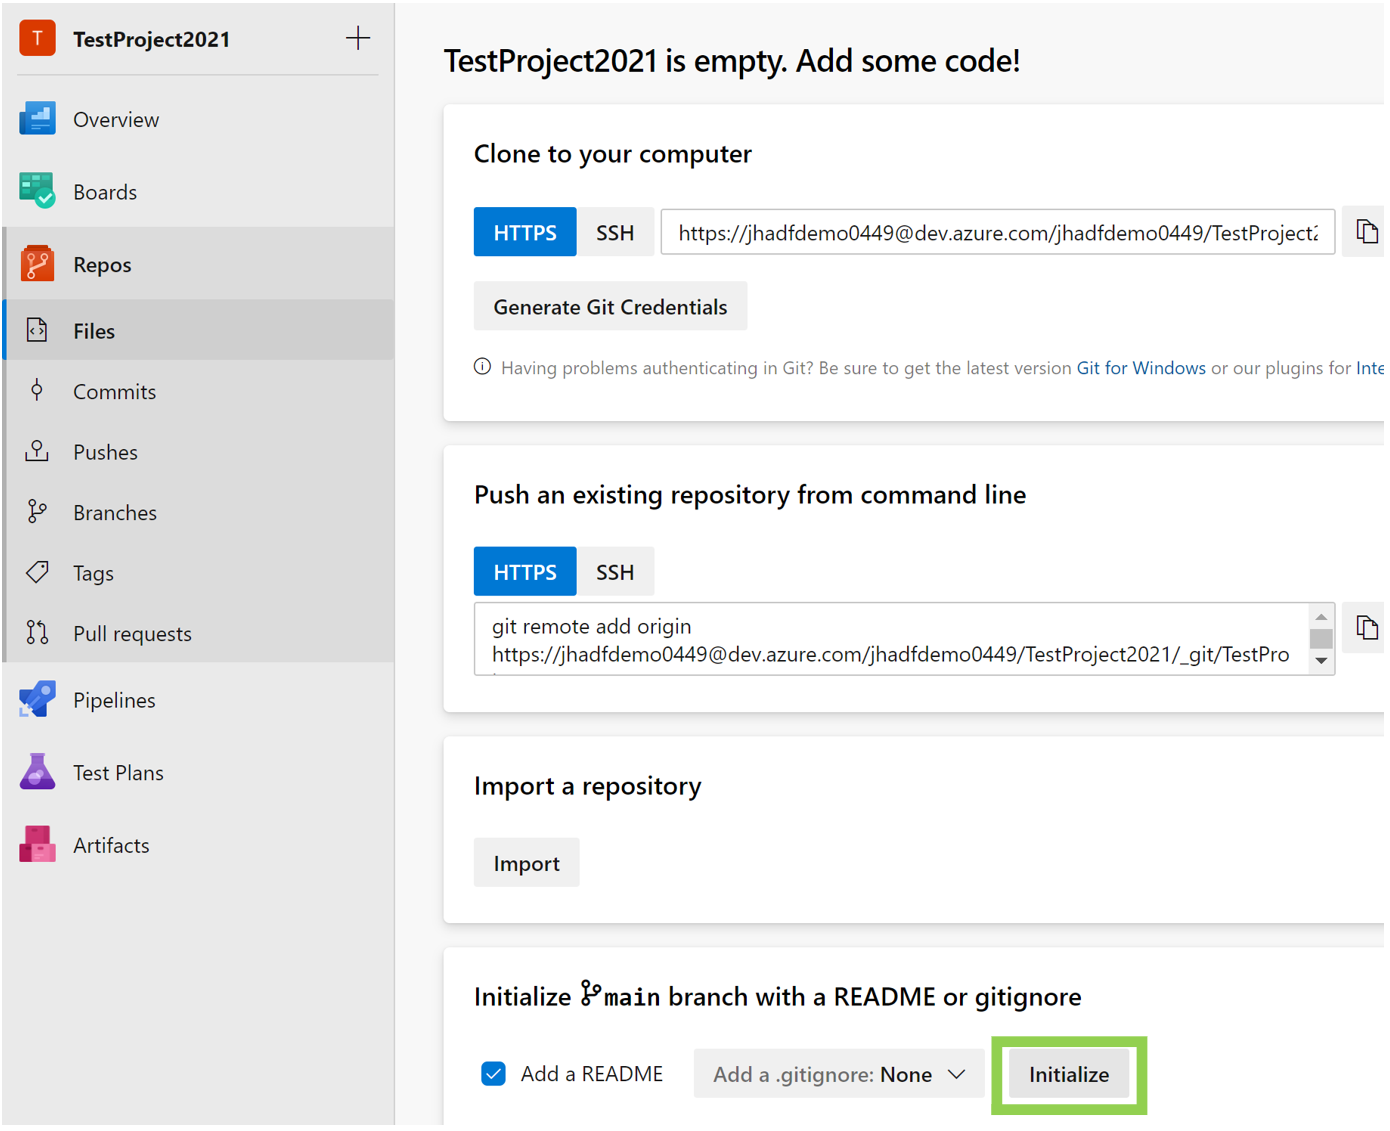 T TestProject2021
Overview
Boards
Repos
Files
Commits
Pushes
Branches
Tags
Pull requests
Pipelines
Test Plans
Artifacts
TestProject2021 is empty. Add some code!
Clone to your computer
HTTPS SSH https://jhadfdemo0449@dev.azure.com/jhadfdemo0449/TestProject2
Generate Git Credentials
Having problems authenticating in Git? Be sure to get the latest version Git for Windows or our plugins for Inte
Push an existing repository from command line
HTTPS SSH
git remote add origin
https://jhadfdemo0449@dev.azure.com/jhadfdemo0449/TestProject2021/_git/TestPro
Import a repository
Import
Initialize main branch with a README or gitignore
Add a README Add a .gitignore: None Initialize